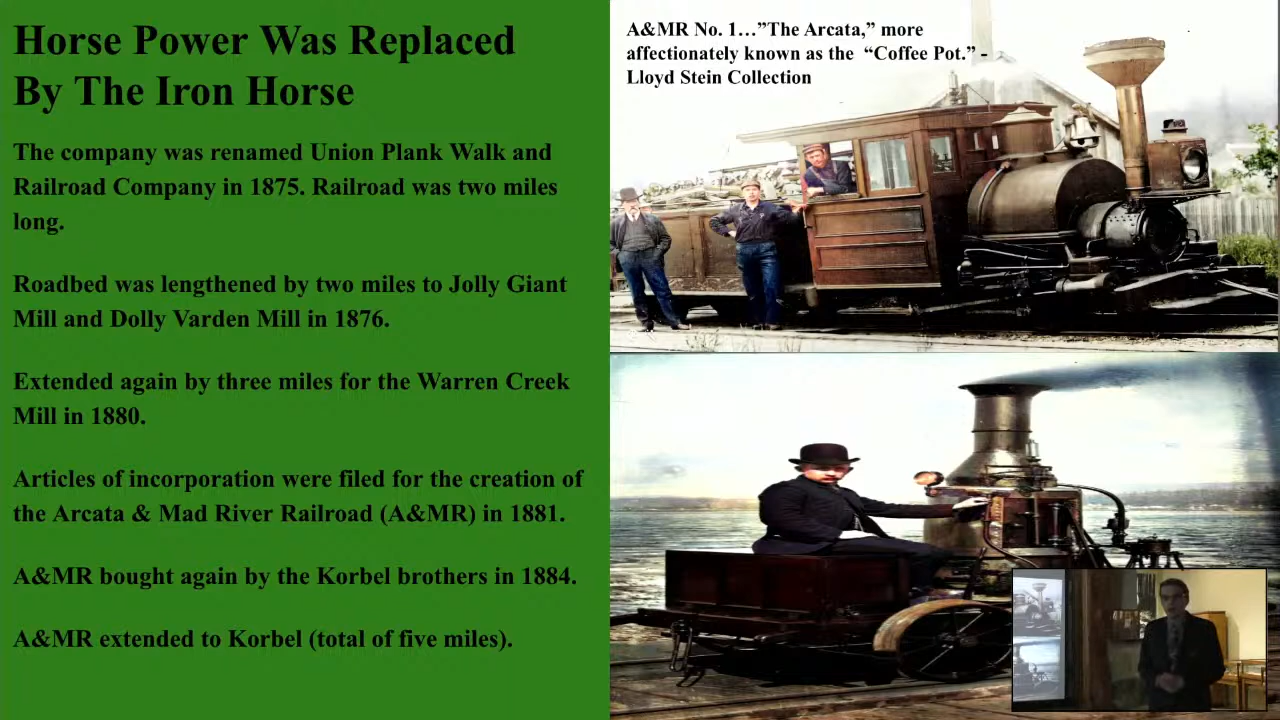 Horse Power Was Replaced
By The Iron Horse
The company was renamed Union Plank Walk and
Railroad Company in 1875. Railroad was two miles
long.
Roadbed was lengthened by two miles to Jolly Giant
Mill and Dolly Varden Mill in 1876.
Extended again by three miles for the Warren Creek
Mill in 1880.
Articles of incorporation were filed for the creation of
the Arcata & Mad River Railroad (A&MR) in 1881.
A&MR bought again by the Korbel brothers in 1884.
A&MR extended to Korbel (total of five miles).
A&MR No. 1…”The Arcata,” more
affectionately known as the “Coffee Pot.” -
Lloyd Stein Collection